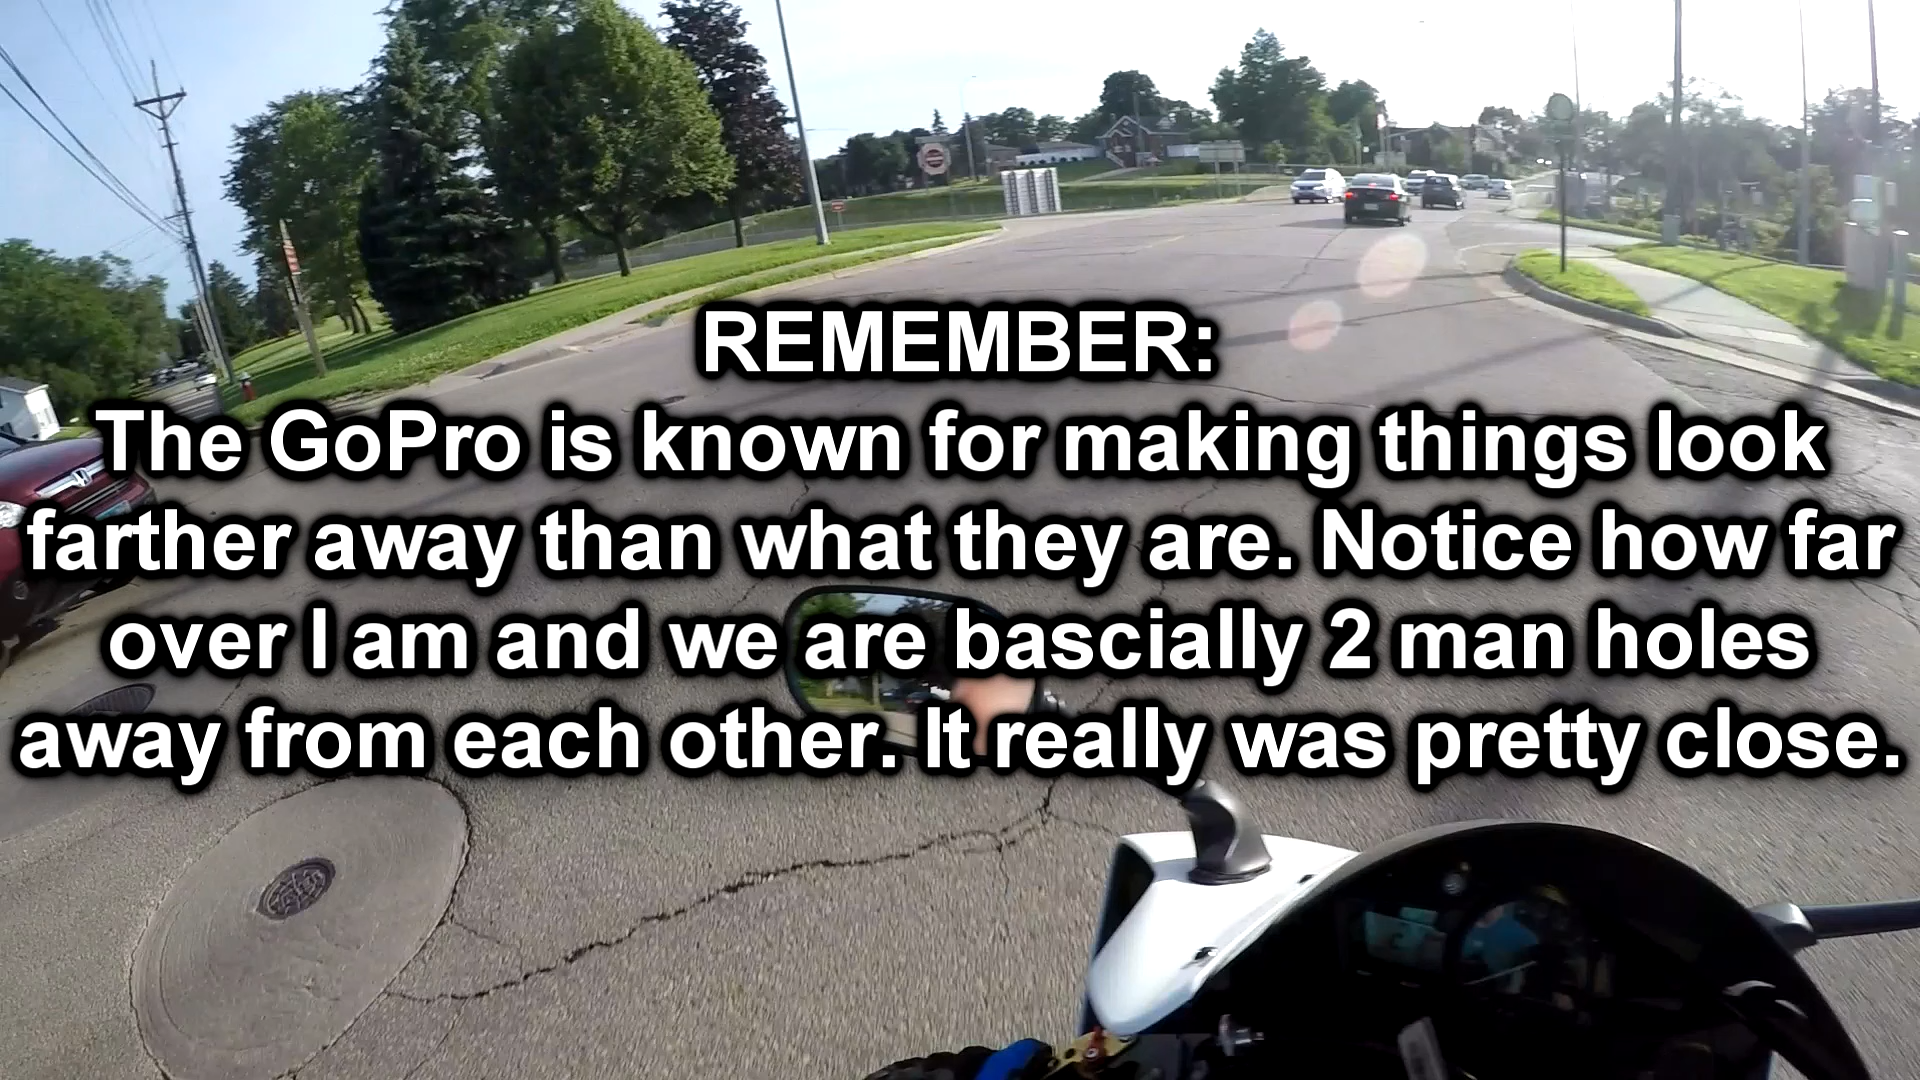 REMEMBER:
The GoPro is known for making things look
farther away than what they are. Notice how far
over I am and we are bascially 2 man holes
away from each other. It really was pretty close.